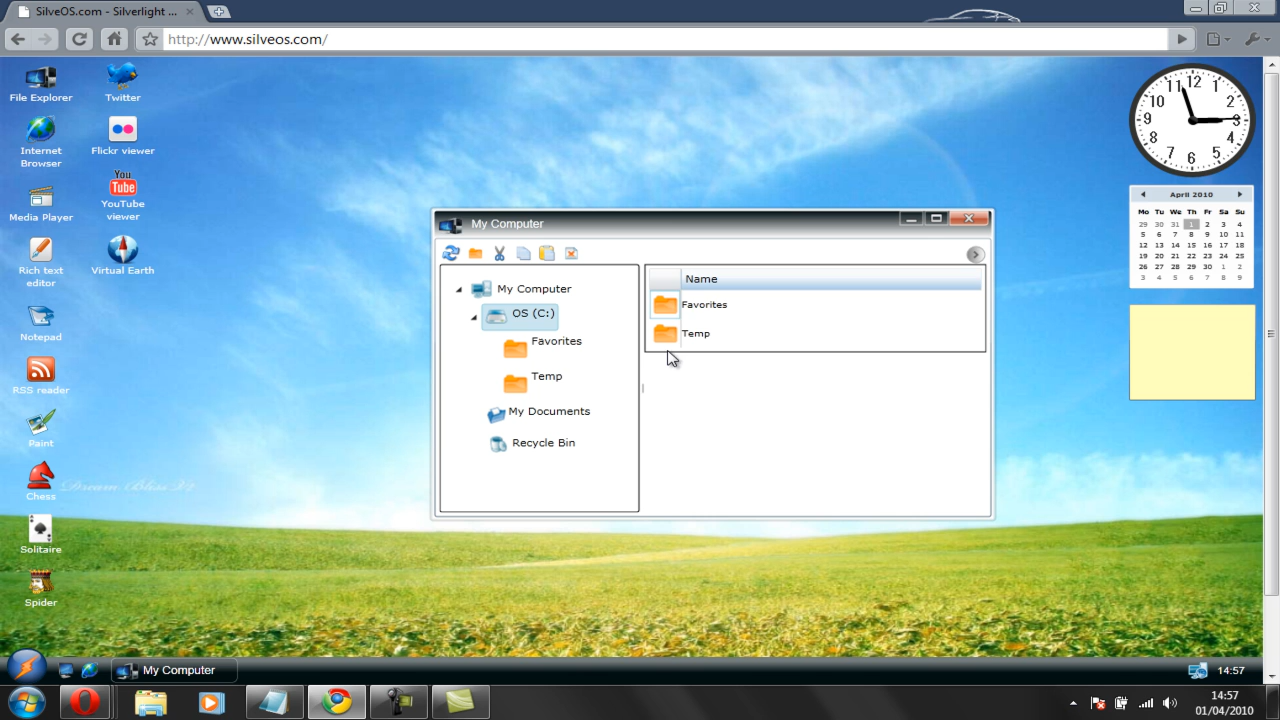 SilveOS.com - Silverlight ...
http://www.silveos.com/
File Explorer
Twitter
Internet Browser
Flickr viewer
Media Player
You Tube
YouTube viewer
Rich text editor
Virtual Earth
Notepad
RSS reader
Paint
Chess
Dream Bliss
Solitaire
Spider
My Computer
My Computer
OS (C:)
Favorites
Temp
My Documents
Recycle Bin
Name
Favorites
Temp
11 12 1
10 2
9 3
8 4
7 6 5
April 2010
Mo Tu We Th Fr Sa Su
29 30 31 1 2 3 4
5 6 7 8 9 10 11
12 13 14 15 16 17 18
19 20 21 22 23 24 25
26 27 28 29 30 1 2
3 4 5 6 7 8 9
My Computer
14:57
14:57
01/04/2010